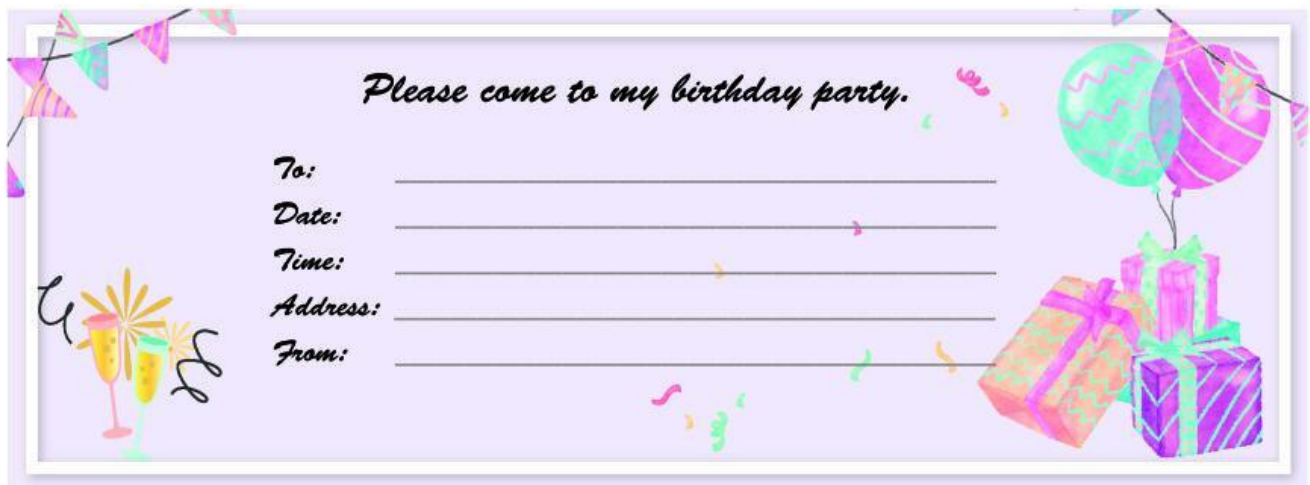 Please come to my birthday party.
To:
Date:
Time:
Address:
From: